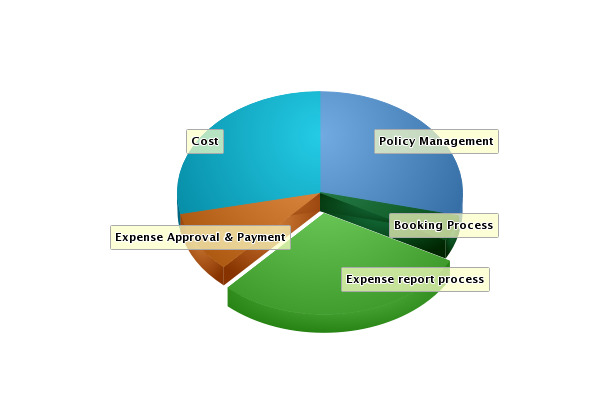 Cost
Policy Management
Booking Process
Expense Approval & Payment
Expense report process